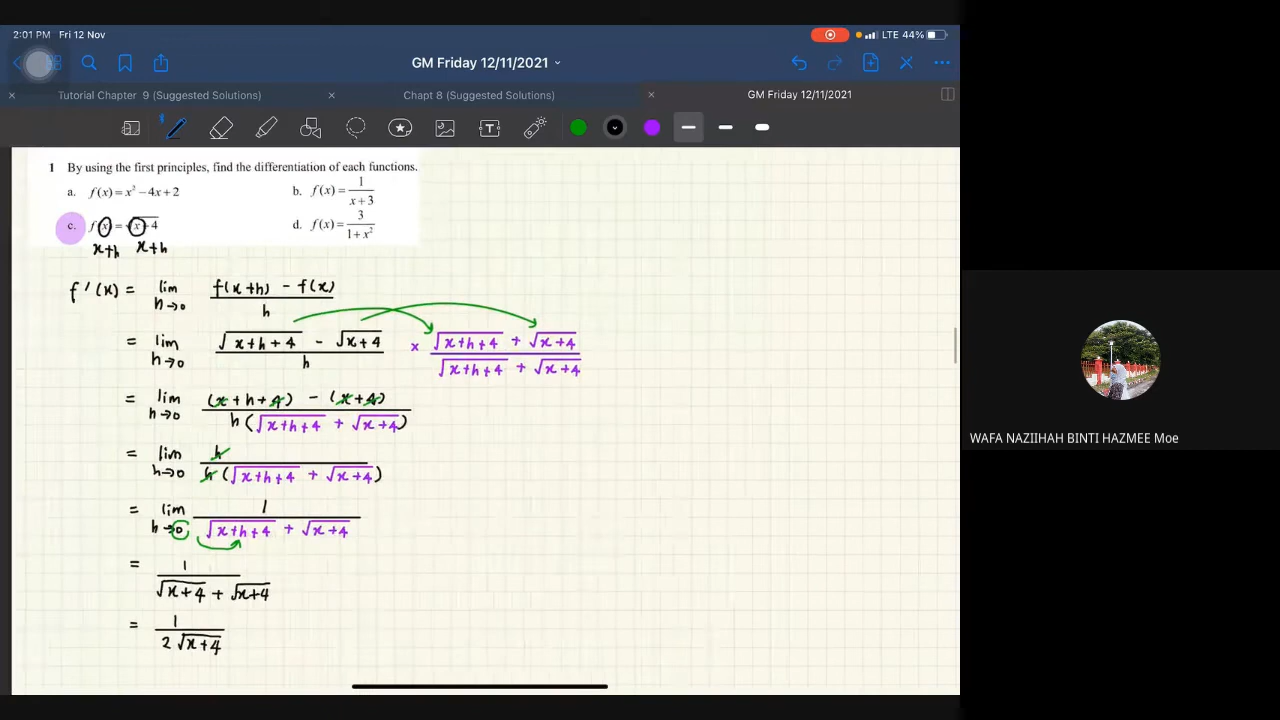 2:01 PM Fri 12 Nov
LTE 44%
GM Friday 12/11/2021
Tutorial Chapter 9 (Suggested Solutions)
Chapt 8 (Suggested Solutions)
GM Friday 12/11/2021
1 By using the first principles, find the differentiation of each functions.
a. f(x) = x² − 4x + 2
b. f(x) = 1/(x + 3)
c. f(x) = √(x+4)
d. f(x) = 3/(1 + x²)
x+h x+h
f'(x) = lim h→0 (f(x+h) − f(x))/h
= lim h→0 (√(x+h+4) − √(x+4))/h × (√(x+h+4) + √(x+4))/(√(x+h+4) + √(x+4))
= lim h→0 ((x+h+4) − (x+4))/(h(√(x+h+4) + √(x+4)))
= lim h→0 h/(h(√(x+h+4) + √(x+4)))
= lim h→0 1/(√(x+h+4) + √(x+4))
= 1/(√(x+4) + √(x+4))
= 1/(2√(x+4))
WAFA NAZIIHAH BINTI HAZMEE Moe